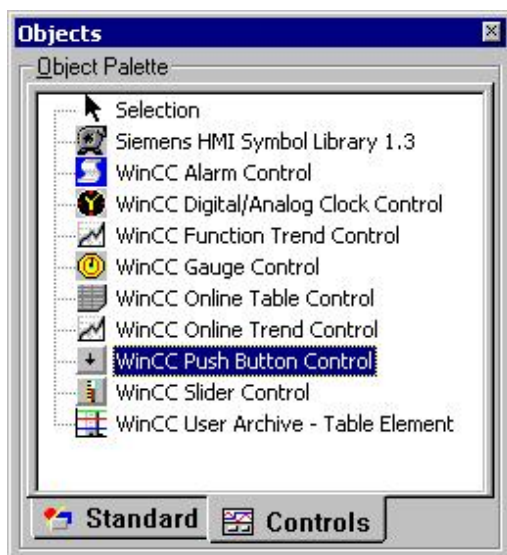 Objects
Object Palette
Selection
Siemens HMI Symbol Library 1.3
WinCC Alarm Control
WinCC Digital/Analog Clock Control
WinCC Function Trend Control
WinCC Gauge Control
WinCC Online Table Control
WinCC Online Trend Control
WinCC Push Button Control
WinCC Slider Control
WinCC User Archive - Table Element
Standard Controls